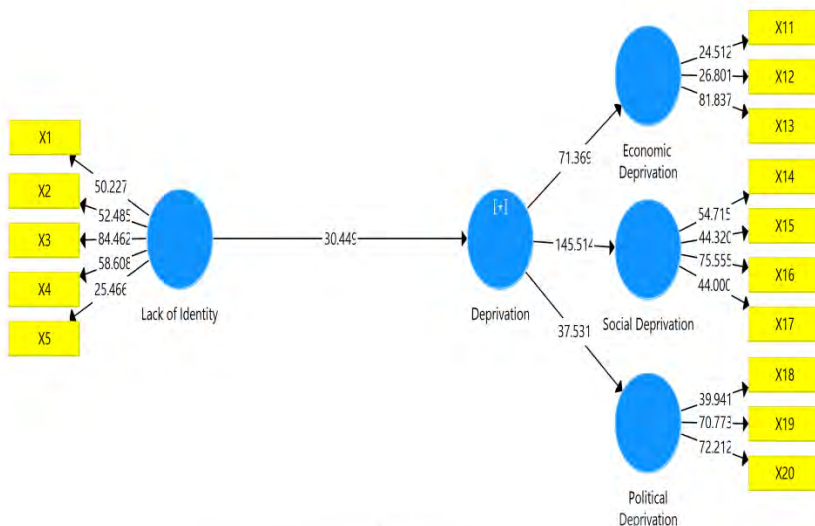 X1
X2
X3
X4
X5
50.227
52.485
84.462
58.608
25.466
Lack of Identity
30.449
[+]
Deprivation
71.369
145.514
37.531
Economic
Deprivation
24.512
26.801
81.837
X11
X12
X13
Social Deprivation
54.715
44.320
75.555
44.000
X14
X15
X16
X17
Political
Deprivation
39.941
70.773
72.212
X18
X19
X20